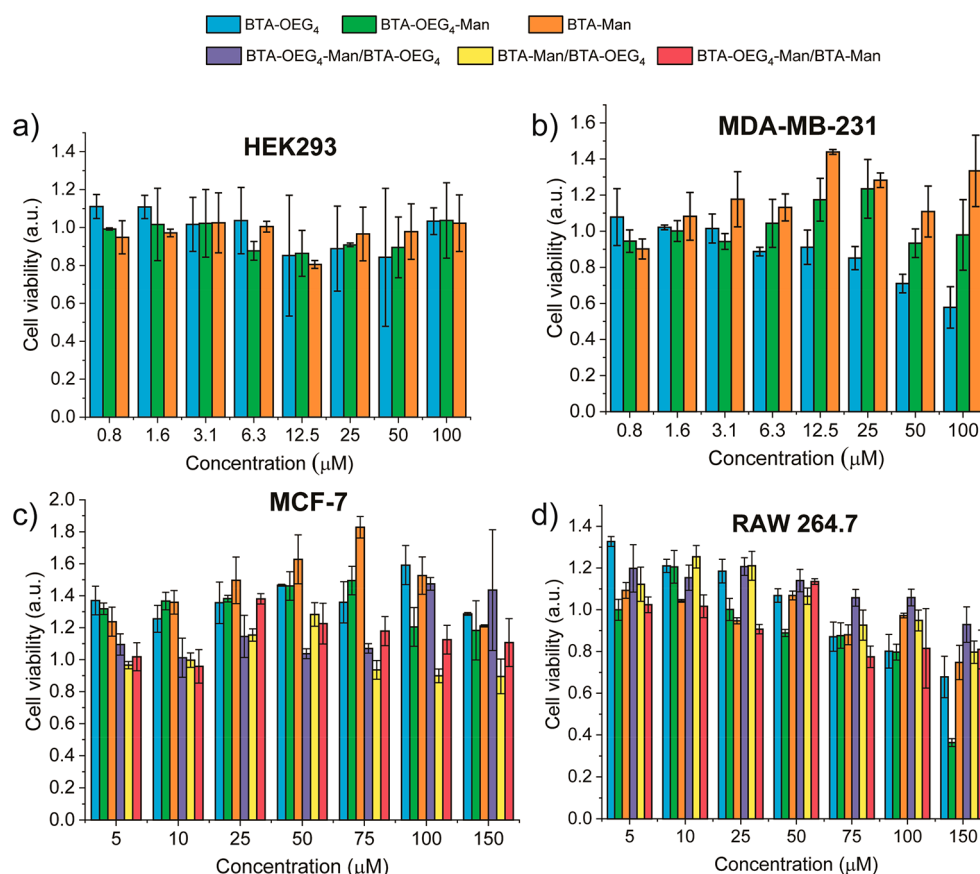 BTA-OEG₄ BTA-OEG₄-Man BTA-Man
BTA-OEG₄-Man/BTA-OEG₄ BTA-Man/BTA-OEG₄ BTA-OEG₄-Man/BTA-Man
a)
HEK293
Cell viability (a.u.)
1.4
1.2
1.0
0.8
0.6
0.4
0.2
0.0
0.8 1.6 3.1 6.3 12.5 25 50 100
Concentration (μM)
b)
MDA-MB-231
Cell viability (a.u.)
1.4
1.2
1.0
0.8
0.6
0.4
0.2
0.0
0.8 1.6 3.1 6.3 12.5 25 50 100
Concentration (μM)
c)
MCF-7
Cell viability (a.u.)
2.0
1.8
1.6
1.4
1.2
1.0
0.8
0.6
0.4
0.2
0.0
5 10 25 50 75 100 150
Concentration (μM)
d)
RAW 264.7
Cell viability (a.u.)
1.4
1.2
1.0
0.8
0.6
0.4
0.2
0.0
5 10 25 50 75 100 150
Concentration (μM)